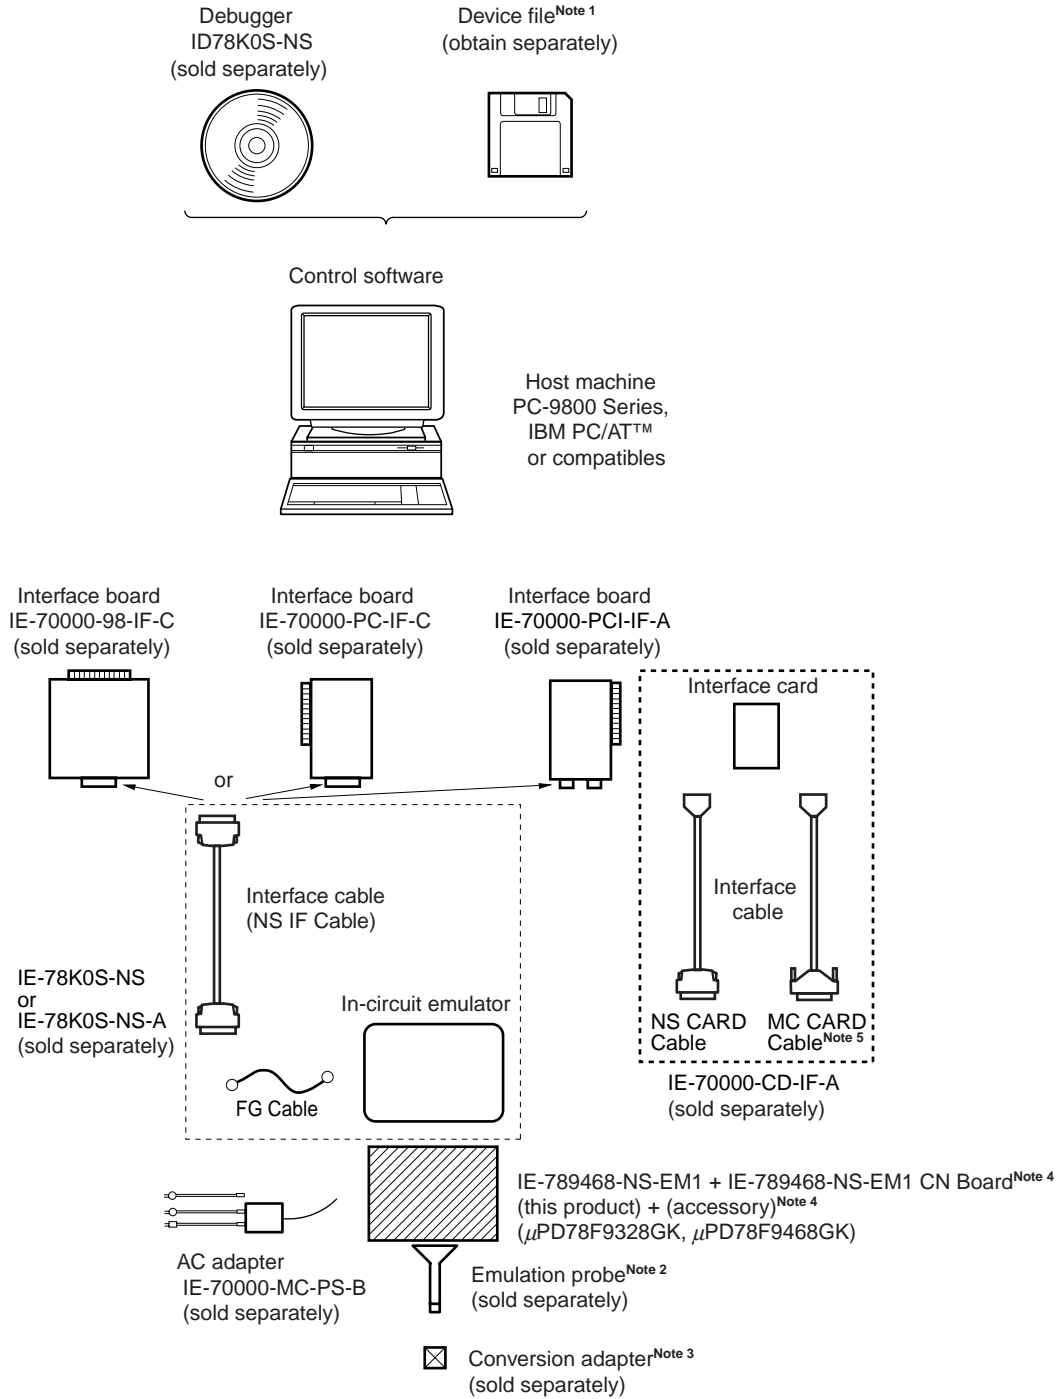 Debugger
ID78K0S-NS
(sold separately)
Device fileNote 1
(obtain separately)
Control software
Host machine
PC-9800 Series,
IBM PC/AT™
or compatibles
Interface board
IE-70000-98-IF-C
(sold separately)
Interface board
IE-70000-PC-IF-C
(sold separately)
Interface board
IE-70000-PCI-IF-A
(sold separately)
Interface card
or
Interface cable
(NS IF Cable)
Interface
cable
IE-78K0S-NS
or
IE-78K0S-NS-A
(sold separately)
In-circuit emulator
FG Cable
NS CARD
Cable
MC CARD
CableNote 5
IE-70000-CD-IF-A
(sold separately)
IE-789468-NS-EM1 + IE-789468-NS-EM1 CN BoardNote 4
(this product) + (accessory)Note 4
(μPD78F9328GK, μPD78F9468GK)
AC adapter
IE-70000-MC-PS-B
(sold separately)
Emulation probeNote 2
(sold separately)
Conversion adapterNote 3
(sold separately)